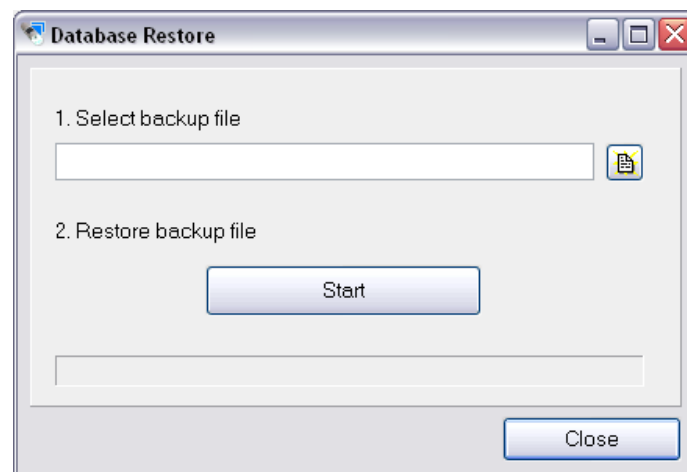 Database Restore
1. Select backup file
2. Restore backup file
Start
Close